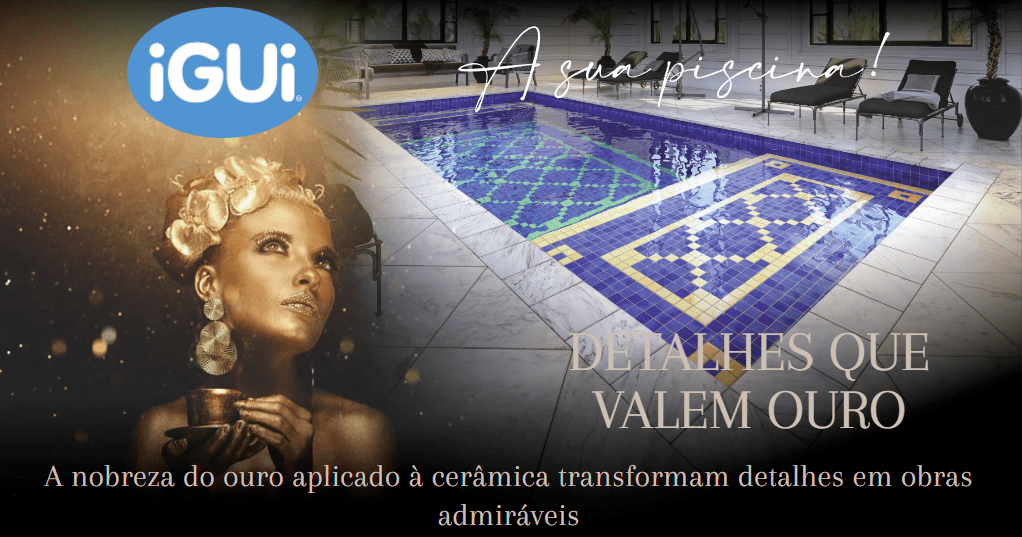 iGUi
A sua piscina!
DETALHES QUE
VALEM OURO
A nobreza do ouro aplicado à cerâmica transformam detalhes em obras
admiráveis